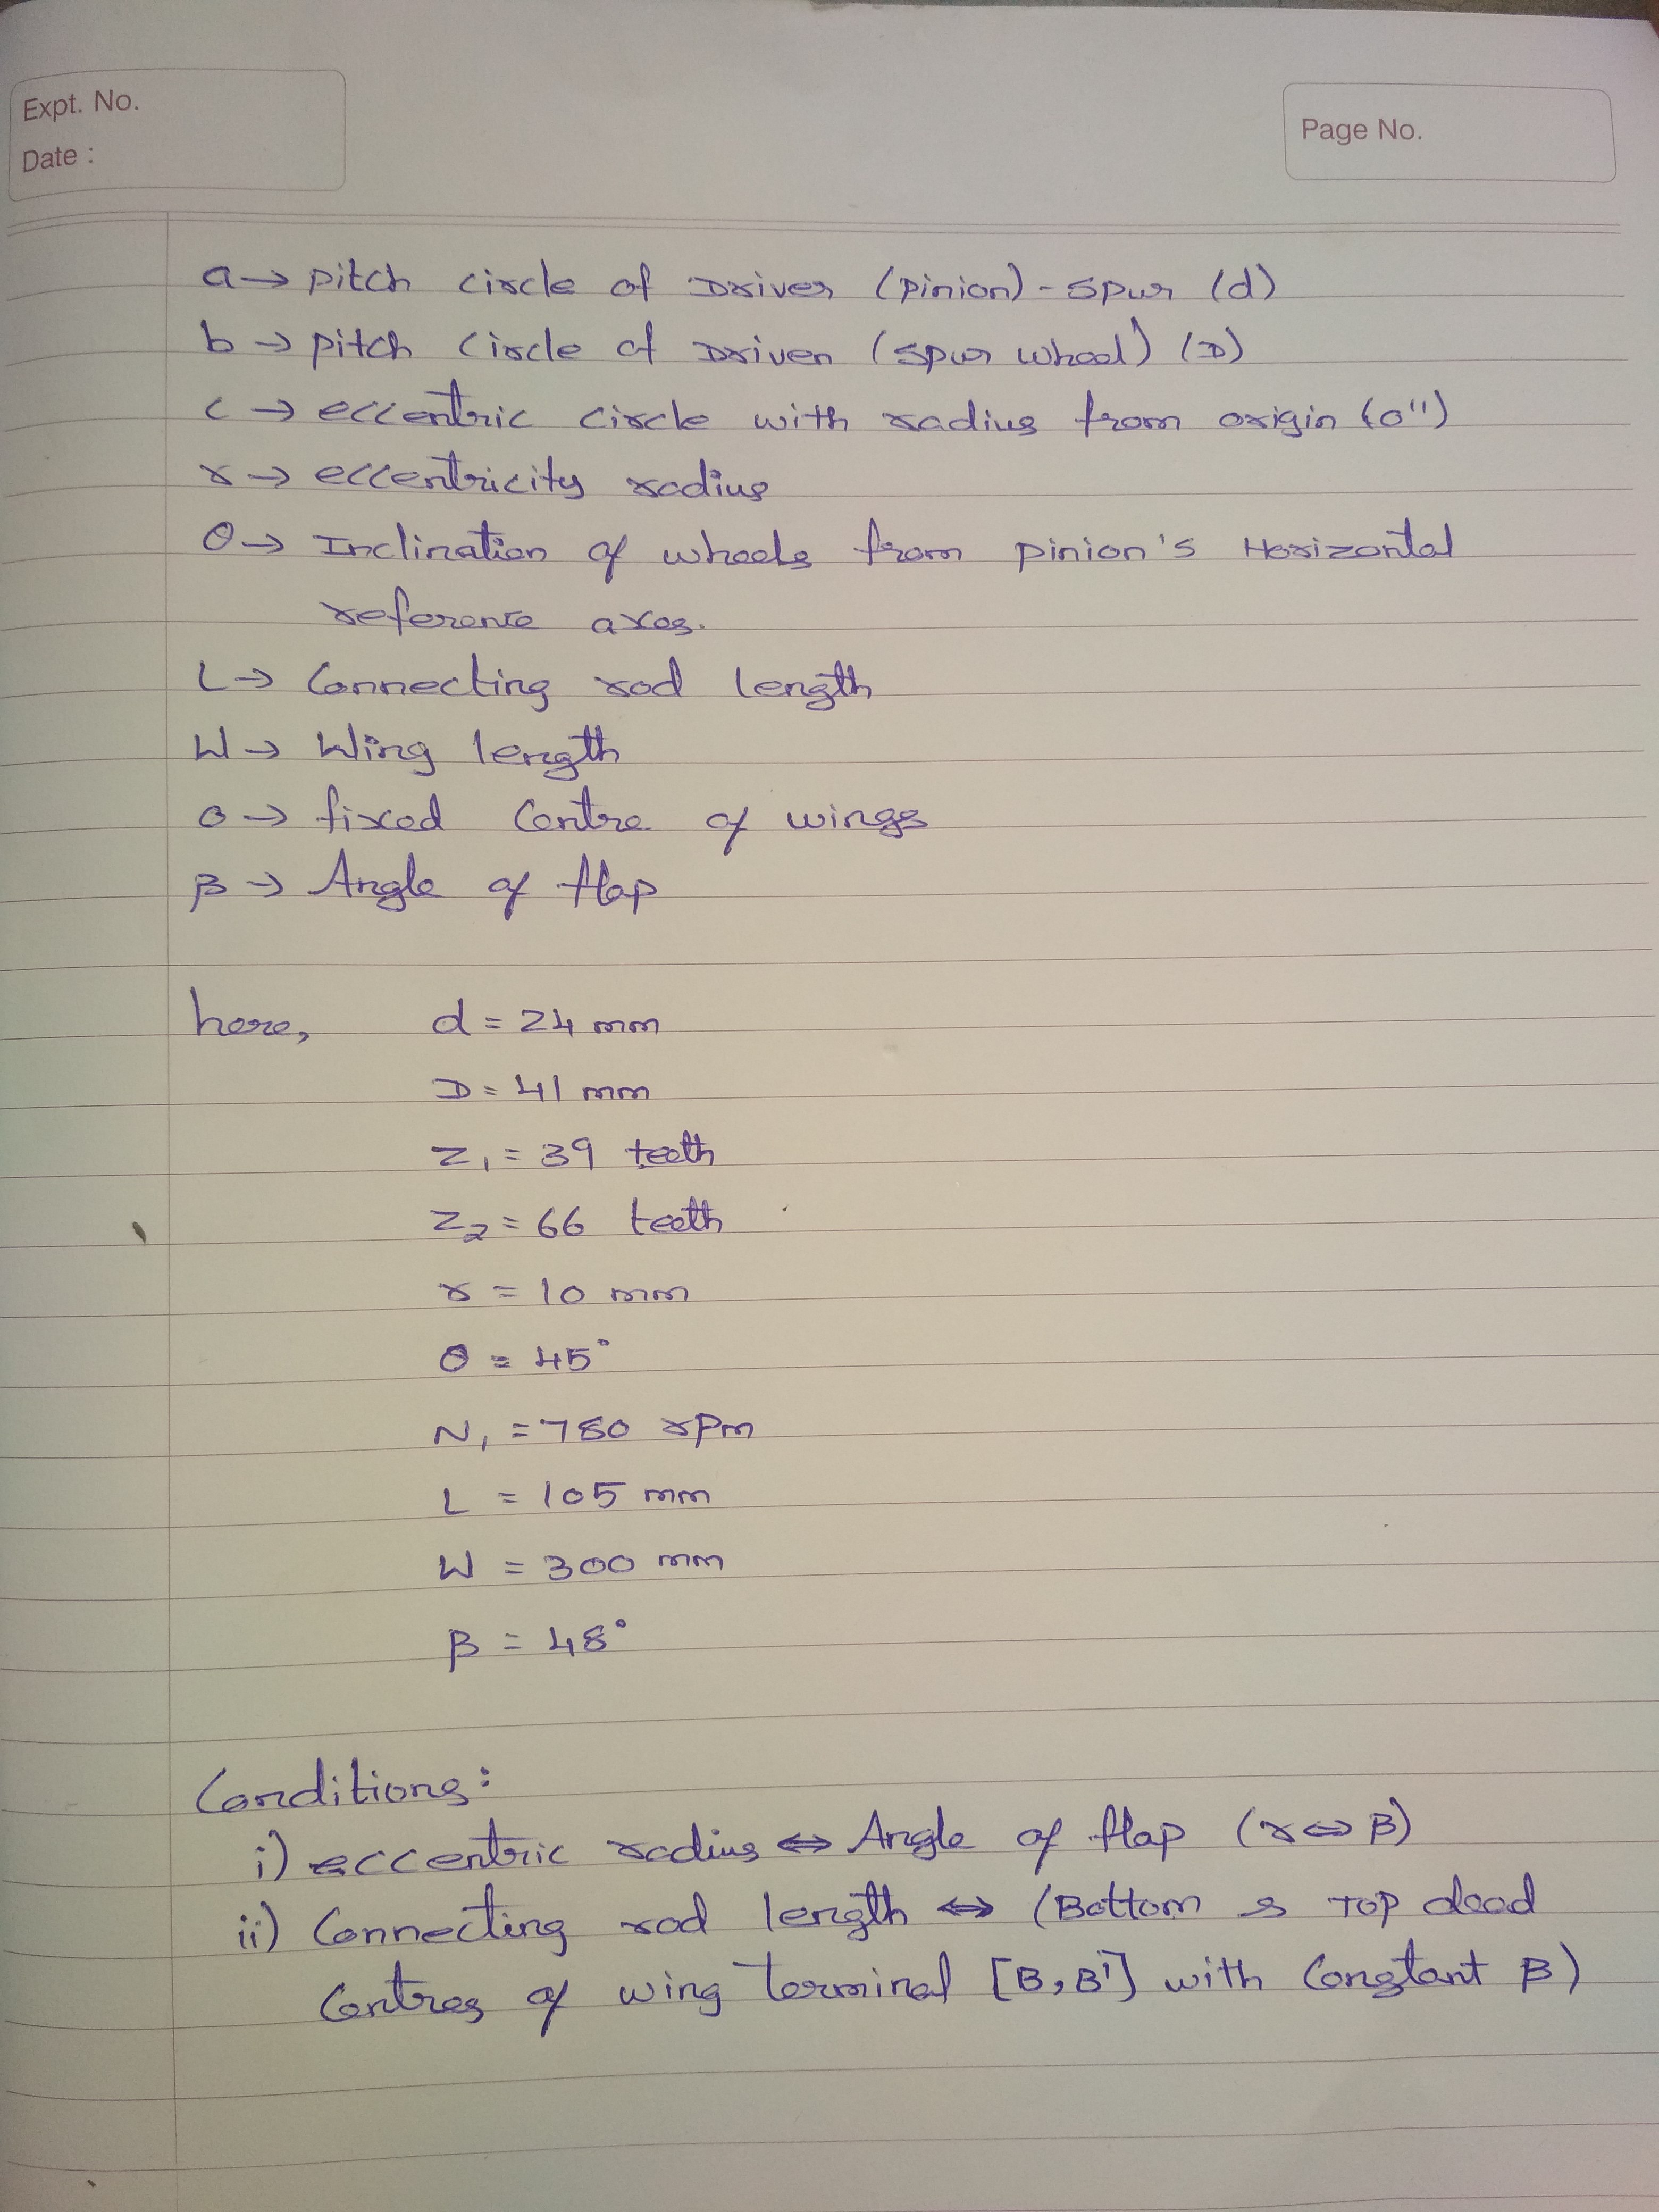 Expt. No.
Date :
Page No.
a → pitch circle of Driver (pinion) - spur (d)
b → pitch circle of Driven (spur wheel) (D)
c → eccentric circle with radius from origin (o")
r → eccentricity radius
θ → Inclination of wheels from pinion's Horizontal
reference axes.
L → Connecting rod length
W → Wing length
o → fixed Centre of wings
β → Angle of flap
here, d = 24 mm
D = 41 mm
Z₁ = 39 teeth
Z₂ = 66 teeth
r = 10 mm
θ = 45°
N₁ = 780 rpm
L = 105 mm
W = 300 mm
β = 48°
Conditions:
i) eccentric radius ⇔ Angle of flap (r ⇔ β)
ii) Connecting rod length ⇔ (Bottom & Top dead
Centres of wing terminal [B, B'] with Constant β)